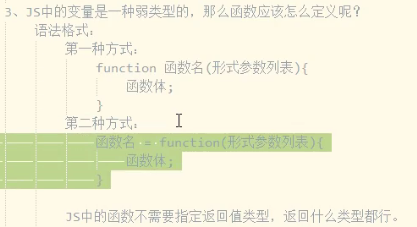 3、JS中的变量是一种弱类型的，那么函数应该怎么定义呢？
语法格式：
第一种方式：
function 函数名(形式参数列表){
函数体;
}
第二种方式：
函数名 = function(形式参数列表){
函数体;
}
JS中的函数不需要指定返回值类型，返回什么类型都行。